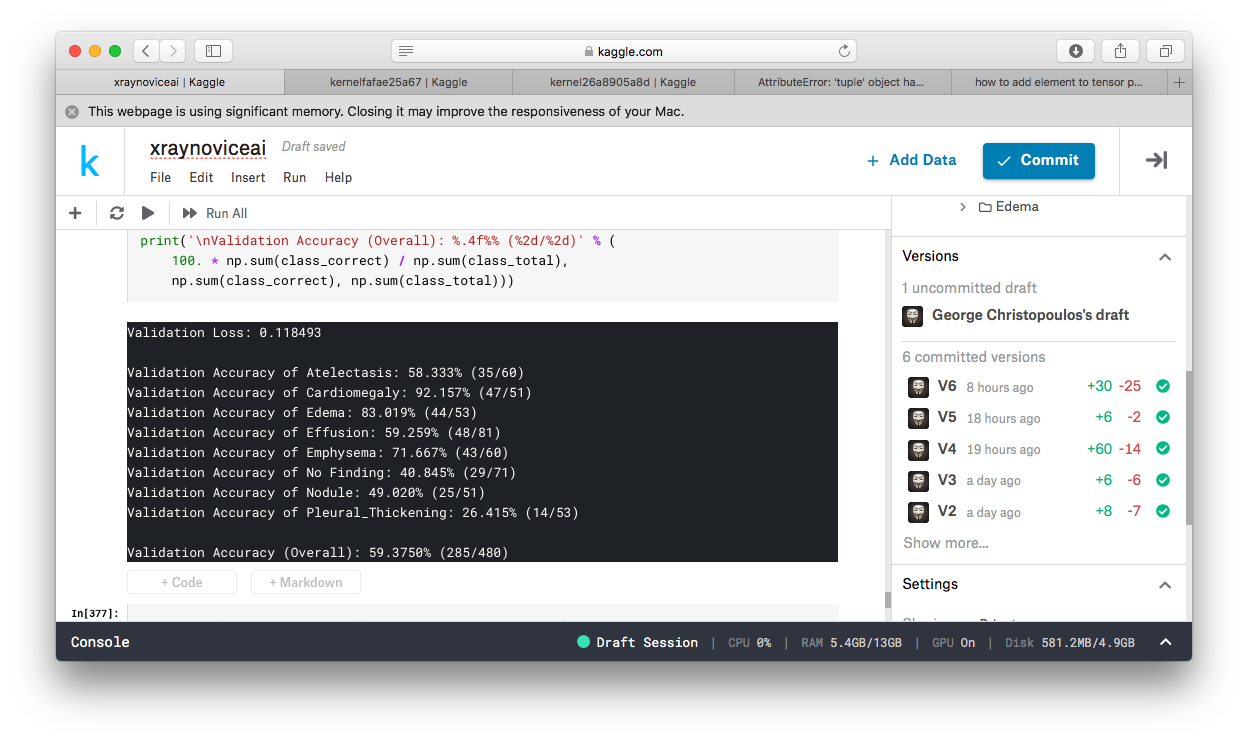 kaggle.com
xraynoviceai | Kaggle
kernelfafae25a67 | Kaggle
kernel26a8905a8d | Kaggle
AttributeError: 'tuple' object ha...
how to add element to tensor p...
This webpage is using significant memory. Closing it may improve the responsiveness of your Mac.
k
xraynoviceai
Draft saved
File Edit Insert Run Help
+ Add Data
Commit
Run All
Edema
print('\nValidation Accuracy (Overall): %.4f%% (%2d/%2d)' % (
100. * np.sum(class_correct) / np.sum(class_total),
np.sum(class_correct), np.sum(class_total)))
Validation Loss: 0.118493
Validation Accuracy of Atelectasis: 58.333% (35/60)
Validation Accuracy of Cardiomegaly: 92.157% (47/51)
Validation Accuracy of Edema: 83.019% (44/53)
Validation Accuracy of Effusion: 59.259% (48/81)
Validation Accuracy of Emphysema: 71.667% (43/60)
Validation Accuracy of No Finding: 40.845% (29/71)
Validation Accuracy of Nodule: 49.020% (25/51)
Validation Accuracy of Pleural_Thickening: 26.415% (14/53)
Validation Accuracy (Overall): 59.3750% (285/480)
+ Code
+ Markdown
In[377]:
Versions
1 uncommitted draft
George Christopoulos's draft
6 committed versions
V6 8 hours ago +30 -25
V5 18 hours ago +6 -2
V4 19 hours ago +60 -14
V3 a day ago +6 -6
V2 a day ago +8 -7
Show more...
Settings
Console
Draft Session | CPU 0% | RAM 5.4GB/13GB | GPU On | Disk 581.2MB/4.9GB